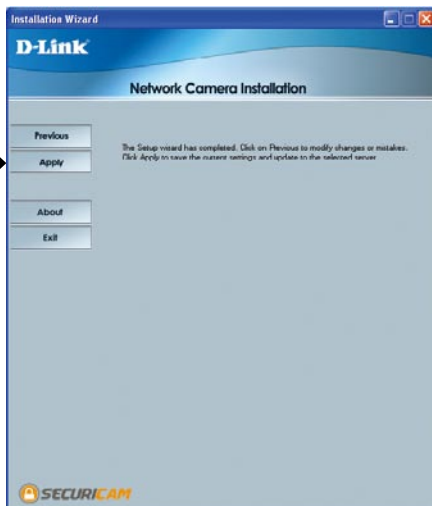 Installation Wizard
D-Link
Network Camera Installation
Previous
The Setup wizard has completed. Click on Previous to modify changes or mistakes.
Apply
Click Apply to save the current settings and update to the selected server
About
Exit
SECURICAM